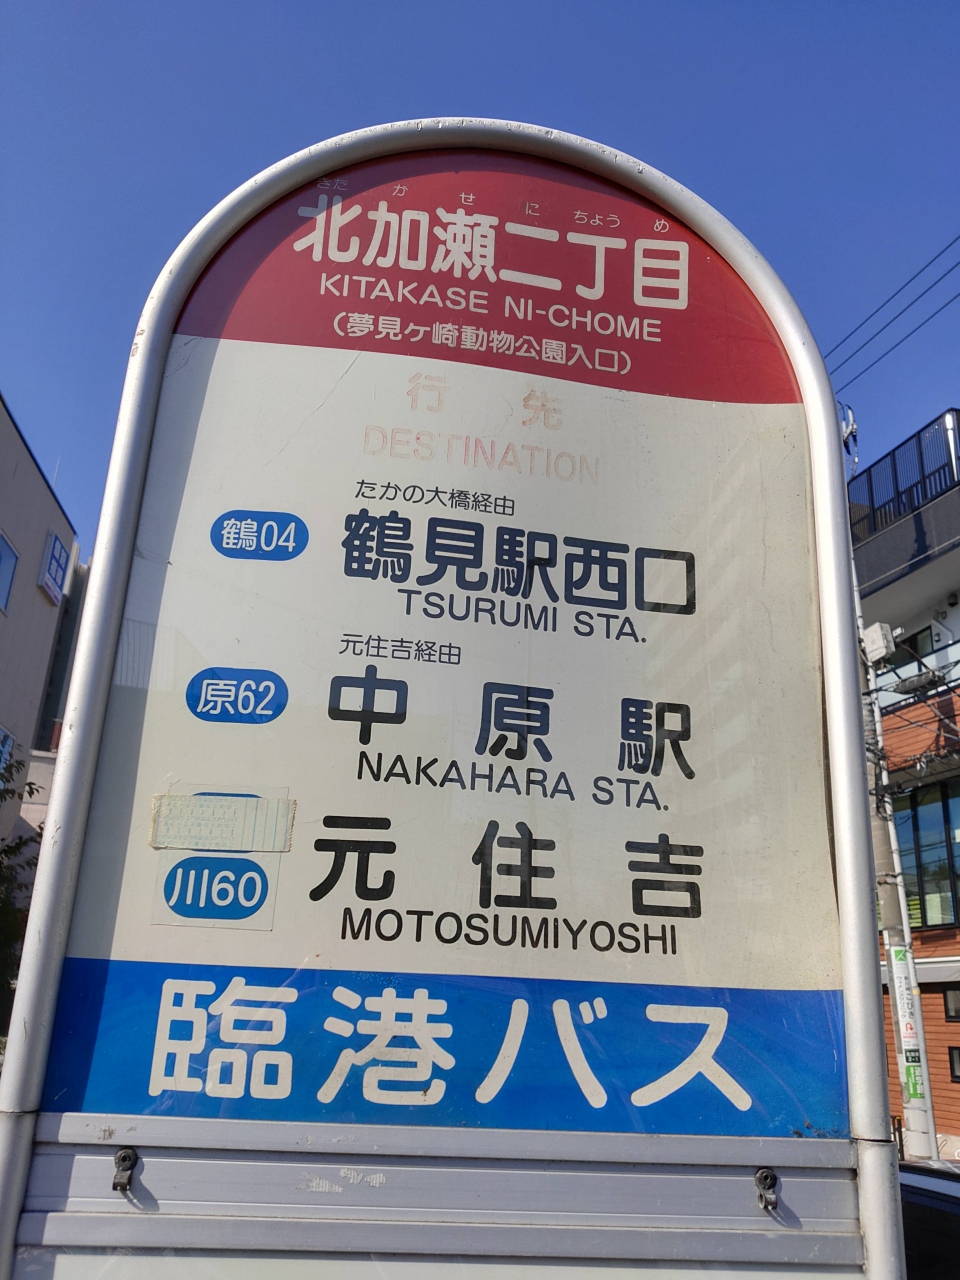 きた か せ に ちょう め
北加瀬二丁目
KITAKASE NI-CHOME
(夢見ヶ崎動物公園入口)
行先
DESTINATION
たかの大橋経由
鶴04 鶴見駅西口
TSURUMI STA.
元住吉経由
原62 中原駅
NAKAHARA STA.
川60 元住吉
MOTOSUMIYOSHI
臨港バス